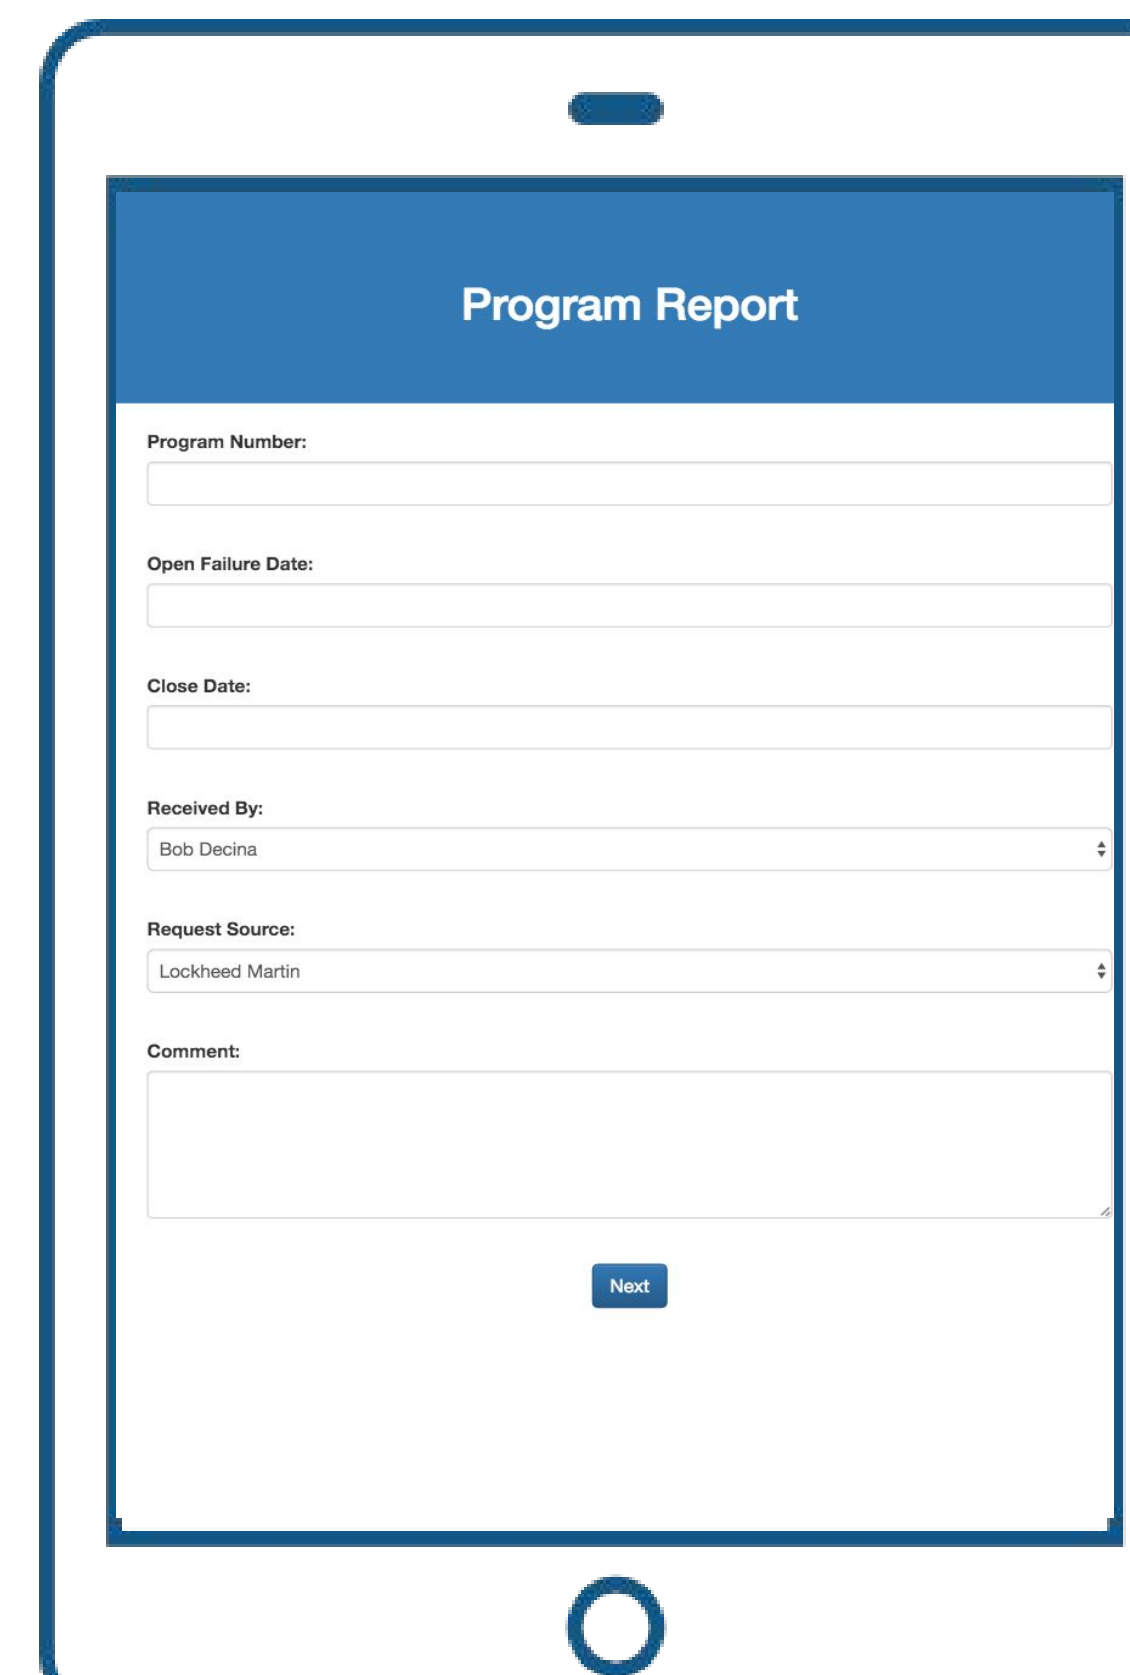 Program Report
Program Number:
Open Failure Date:
Close Date:
Received By:
Bob Decina
Request Source:
Lockheed Martin
Comment:
Next